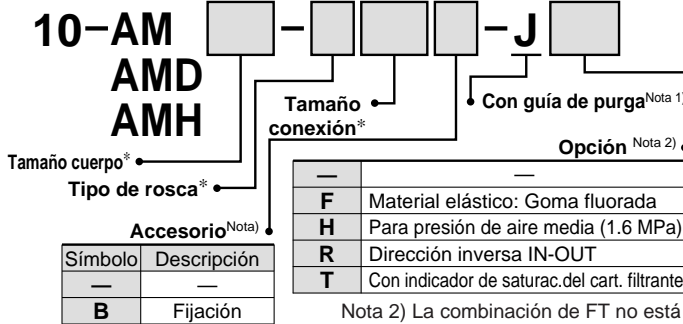 10−AM – – J
AMD
AMH
Tamaño conexión*
Con guía de purga Nota 1)
Tamaño cuerpo*
Tipo de rosca*
Opción Nota 2)
— —
F Material elástico: Goma fluorada
H Para presión de aire media (1.6 MPa)
R Dirección inversa IN-OUT
T Con indicador de saturac.del cart. filtrante
Accesorio Nota)
Símbolo Descripción
— —
B Fijación
Nota 2) La combinación de FT no está